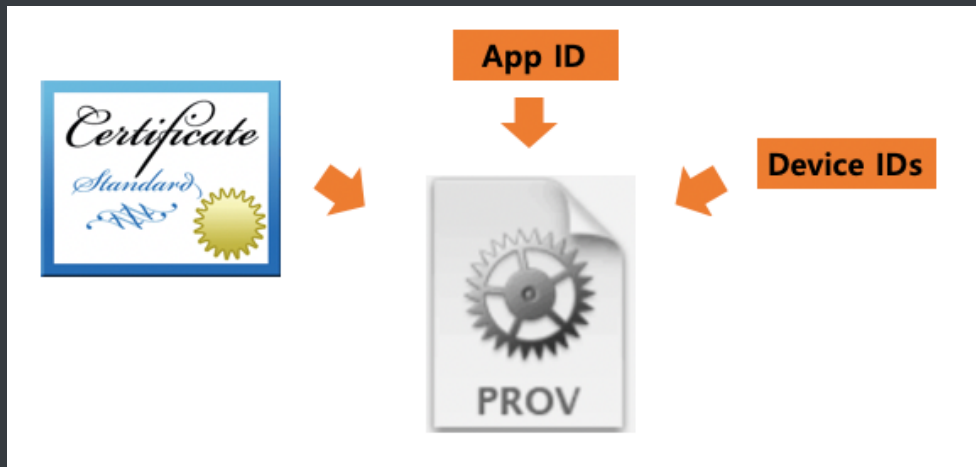 App ID
Certificate
Standard
Device IDs
PROV